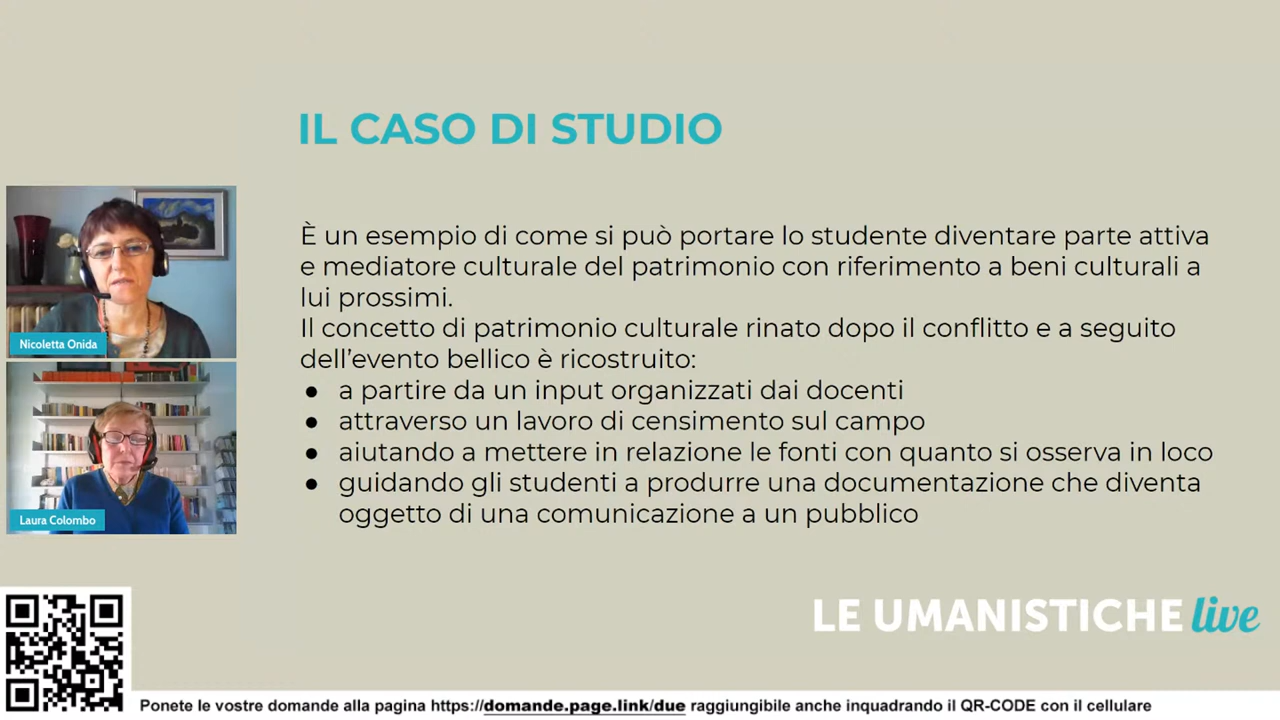 IL CASO DI STUDIO
È un esempio di come si può portare lo studente diventare parte attiva
e mediatore culturale del patrimonio con riferimento a beni culturali a
lui prossimi.
Il concetto di patrimonio culturale rinato dopo il conflitto e a seguito
dell'evento bellico è ricostruito:
● a partire da un input organizzati dai docenti
● attraverso un lavoro di censimento sul campo
● aiutando a mettere in relazione le fonti con quanto si osserva in loco
● guidando gli studenti a produrre una documentazione che diventa
oggetto di una comunicazione a un pubblico
Nicoletta Onida
Laura Colombo
LE UMANISTICHE live
Ponete le vostre domande alla pagina https://domande.page.link/due raggiungibile anche inquadrando il QR-CODE con il cellulare